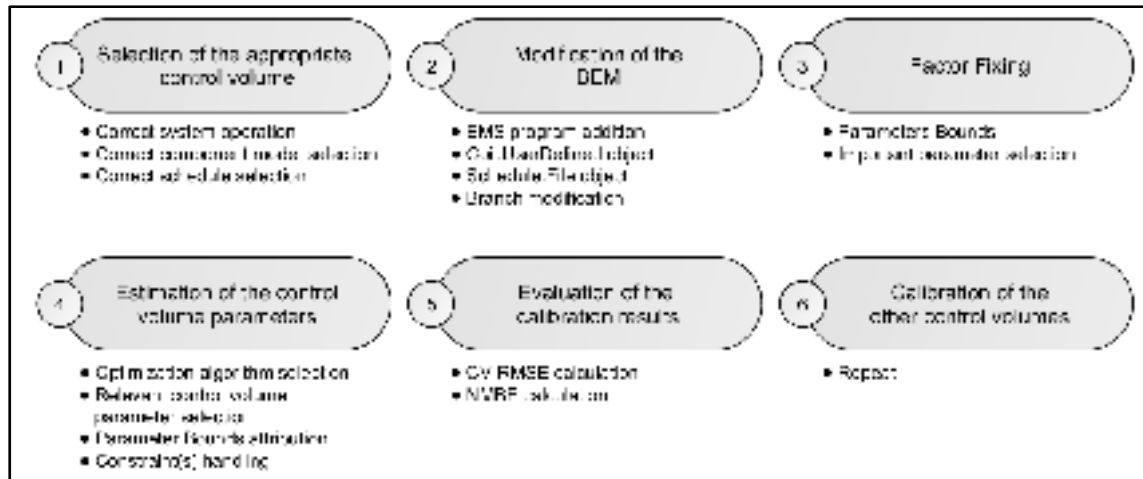 1
Selection of the appropriate
control volume
• Correct system operation
• Correct component model selection
• Correct schedule selection
2
Modification of the
BEM
• EMS program addition
• Coil:UserDefined object
• Schedule:File object
• Branch modification
3
Factor Fixing
• Parameters Bounds
• Important parameter selection
4
Estimation of the control
volume parameters
• Optimization algorithm selection
• Relevant control volume
parameter selection
• Parameter Bounds attribution
• Constraint(s) handling
5
Evaluation of the
calibration results
• CV RMSE calculation
• NMBE calculation
6
Calibration of the
other control volumes
• Repeat